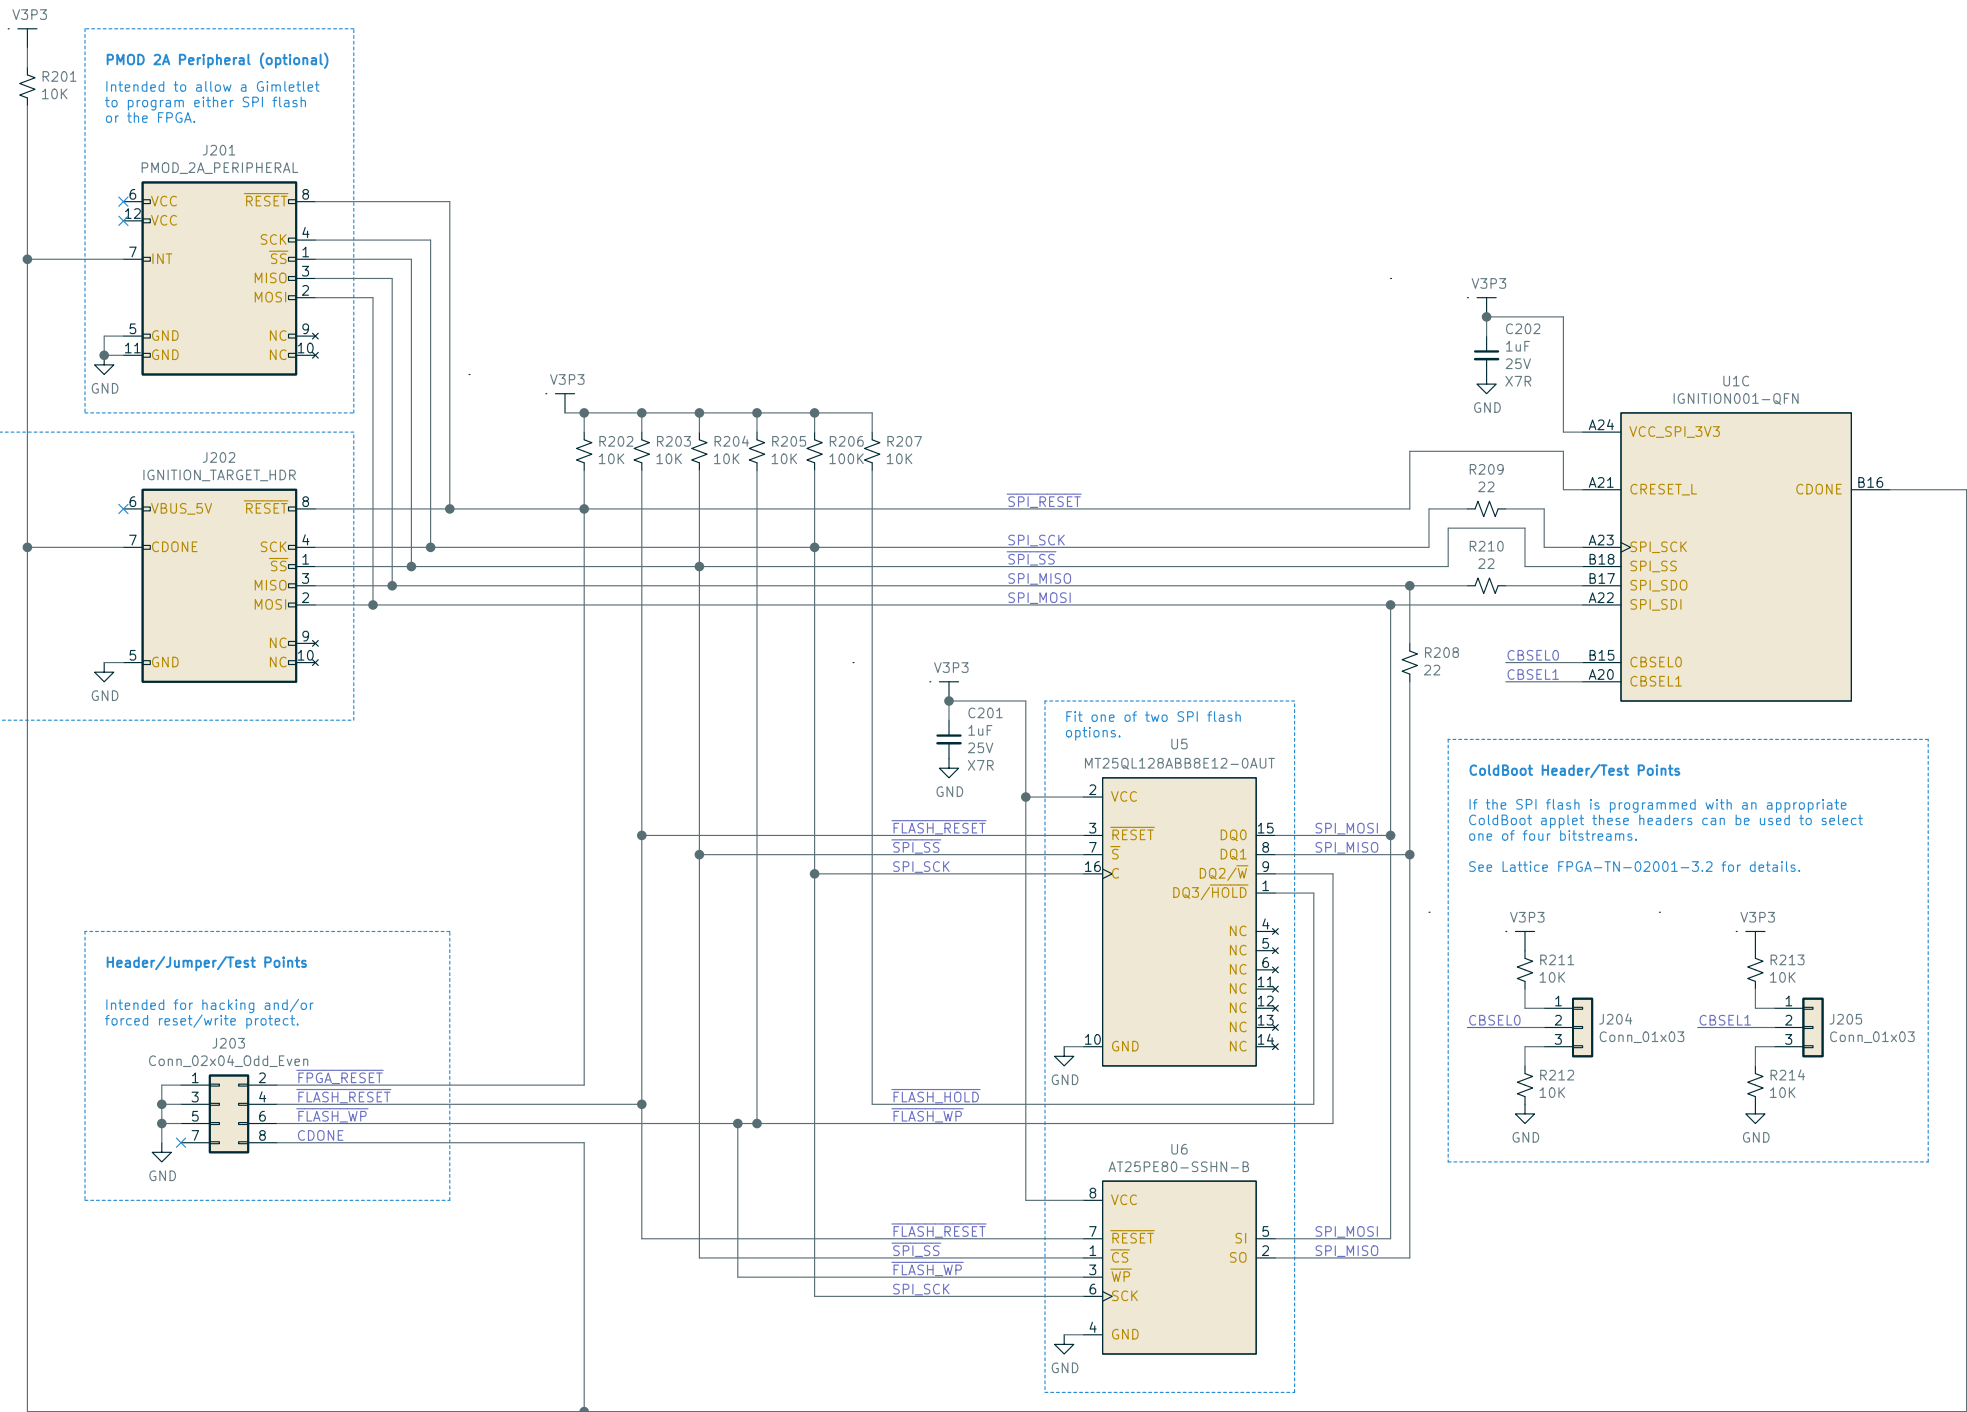 V3P3
R201
10K
PMOD 2A Peripheral (optional)
Intended to allow a Gimletlet
to program either SPI flash
or the FPGA.
J201
PMOD_2A_PERIPHERAL
6 VCC RESET 8
12 VCC
SCK 4
7 INT SS 1
MISO 3
MOSI 2
5 GND NC 9
11 GND NC 10
GND
J202
IGNITION_TARGET_HDR
6 VBUS_5V RESET 8
7 CDONE SCK 4
SS 1
MISO 3
MOSI 2
NC 9
5 GND NC 10
GND
V3P3
R202
10K
R203
10K
R204
10K
R205
10K
R206
100K
R207
10K
SPI_RESET
SPI_SCK
SPI_SS
SPI_MISO
SPI_MOSI
V3P3
C202
1uF
25V
X7R
GND
R209
22
R210
22
R208
22
U1C
IGNITION001-QFN
A24 VCC_SPI_3V3
A21 CRESET_L CDONE B16
A23 SPI_SCK
B18 SPI_SS
B17 SPI_SDO
A22 SPI_SDI
CBSEL0 B15 CBSEL0
CBSEL1 A20 CBSEL1
V3P3
C201
1uF
25V
X7R
GND
Fit one of two SPI flash
options.
U5
MT25QL128ABB8E12-0AUT
2 VCC
FLASH_RESET 3 RESET DQ0 15 SPI_MOSI
SPI_SS 7 S DQ1 8 SPI_MISO
SPI_SCK 16 C DQ2/W 9
DQ3/HOLD 1
NC 4
NC 5
NC 6
NC 11
NC 12
NC 13
10 GND NC 14
GND
FLASH_HOLD
FLASH_WP
U6
AT25PE80-SSHN-B
8 VCC
FLASH_RESET 7 RESET SI 5 SPI_MOSI
SPI_SS 1 CS SO 2 SPI_MISO
FLASH_WP 3 WP
SPI_SCK 6 SCK
4 GND
GND
ColdBoot Header/Test Points
If the SPI flash is programmed with an appropriate
ColdBoot applet these headers can be used to select
one of four bitstreams.
See Lattice FPGA-TN-02001-3.2 for details.
V3P3
R211
10K
1
CBSEL0 2
3
J204
Conn_01x03
R212
10K
GND
V3P3
R213
10K
1
CBSEL1 2
3
J205
Conn_01x03
R214
10K
GND
Header/Jumper/Test Points
Intended for hacking and/or
forced reset/write protect.
J203
Conn_02x04_Odd_Even
1 2 FPGA_RESET
3 4 FLASH_RESET
5 6 FLASH_WP
7 8 CDONE
GND